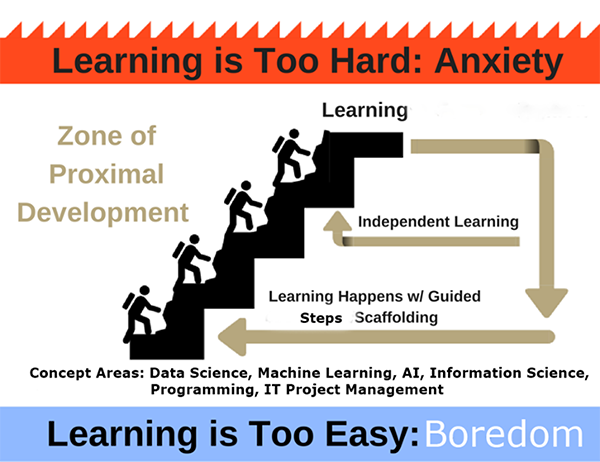 Learning is Too Hard: Anxiety
Learning
Zone of
Proximal
Development
Independent Learning
Learning Happens w/ Guided
Steps Scaffolding
Concept Areas: Data Science, Machine Learning, AI, Information Science,
Programming, IT Project Management
Learning is Too Easy: Boredom